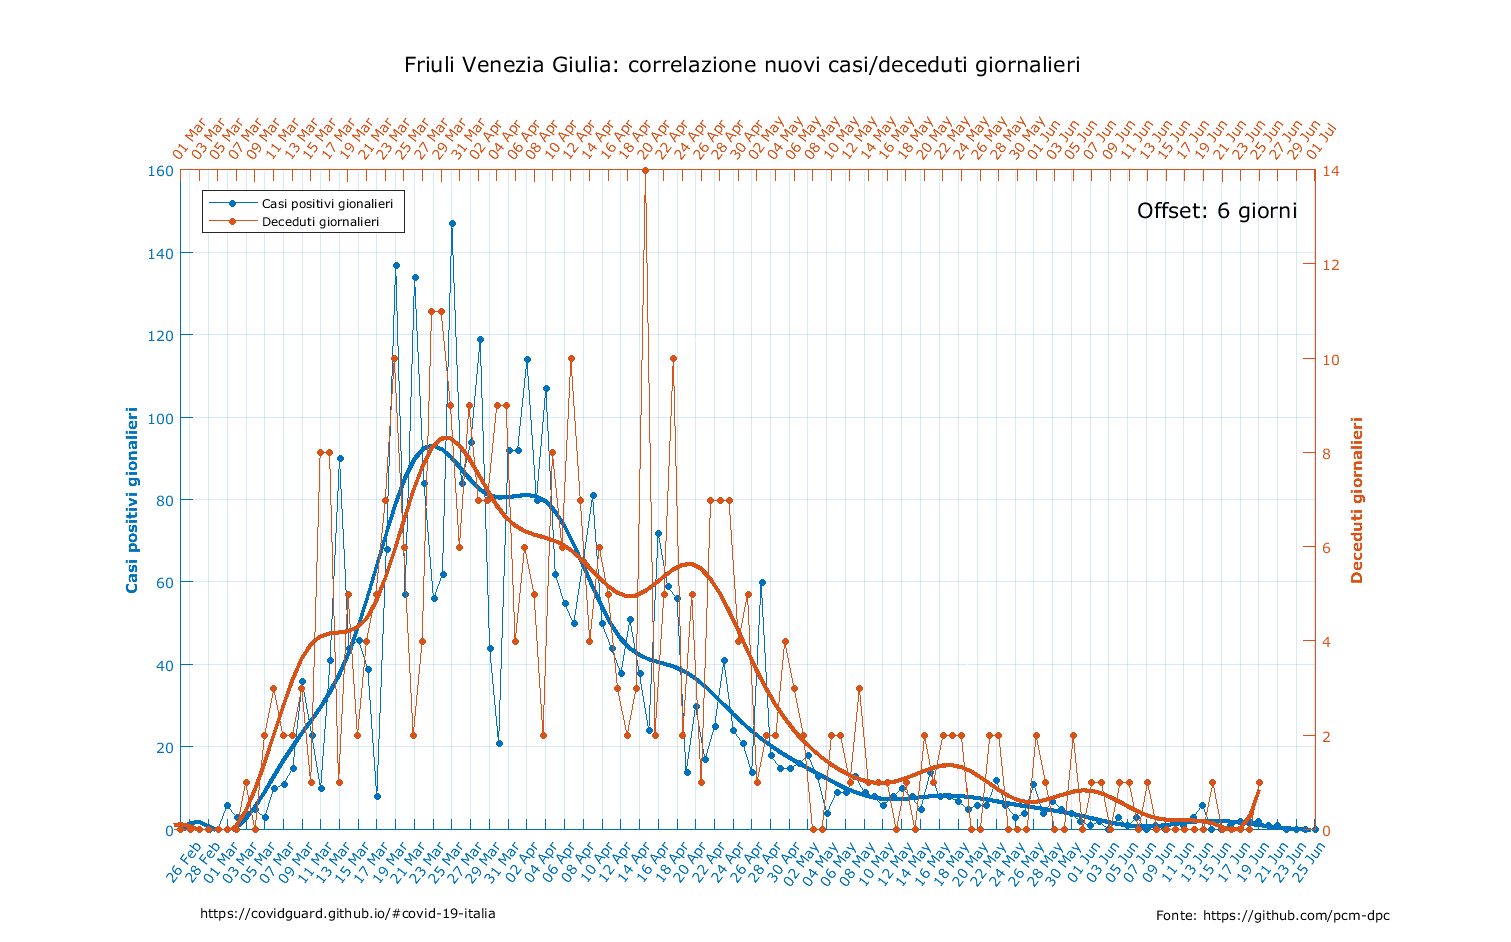 Friuli Venezia Giulia: correlazione nuovi casi/deceduti giornalieri
01 Mar 03 Mar 05 Mar 07 Mar 09 Mar 11 Mar 13 Mar 15 Mar 17 Mar 19 Mar 21 Mar 23 Mar 25 Mar 27 Mar 29 Mar 31 Mar 02 Apr 04 Apr 06 Apr 08 Apr 10 Apr 12 Apr 14 Apr 16 Apr 18 Apr 20 Apr 22 Apr 24 Apr 26 Apr 28 Apr 30 Apr 02 May 04 May 06 May 08 May 10 May 12 May 14 May 16 May 18 May 20 May 22 May 24 May 26 May 28 May 30 May 01 Jun 03 Jun 05 Jun 07 Jun 09 Jun 11 Jun 13 Jun 15 Jun 17 Jun 19 Jun 21 Jun 23 Jun 25 Jun 27 Jun 29 Jun 01 Jul
160
140
120
100
80
60
40
20
0
Casi positivi gionalieri
Casi positivi gionalieri
Deceduti giornalieri
Offset: 6 giorni
14
12
10
8
6
4
2
0
Deceduti giornalieri
26 Feb 28 Feb 01 Mar 03 Mar 05 Mar 07 Mar 09 Mar 11 Mar 13 Mar 15 Mar 17 Mar 19 Mar 21 Mar 23 Mar 25 Mar 27 Mar 29 Mar 31 Mar 02 Apr 04 Apr 06 Apr 08 Apr 10 Apr 12 Apr 14 Apr 16 Apr 18 Apr 20 Apr 22 Apr 24 Apr 26 Apr 28 Apr 30 Apr 02 May 04 May 06 May 08 May 10 May 12 May 14 May 16 May 18 May 20 May 22 May 24 May 26 May 28 May 30 May 01 Jun 03 Jun 05 Jun 07 Jun 09 Jun 11 Jun 13 Jun 15 Jun 17 Jun 19 Jun 21 Jun 23 Jun 25 Jun
https://covidguard.github.io/#covid-19-italia
Fonte: https://github.com/pcm-dpc